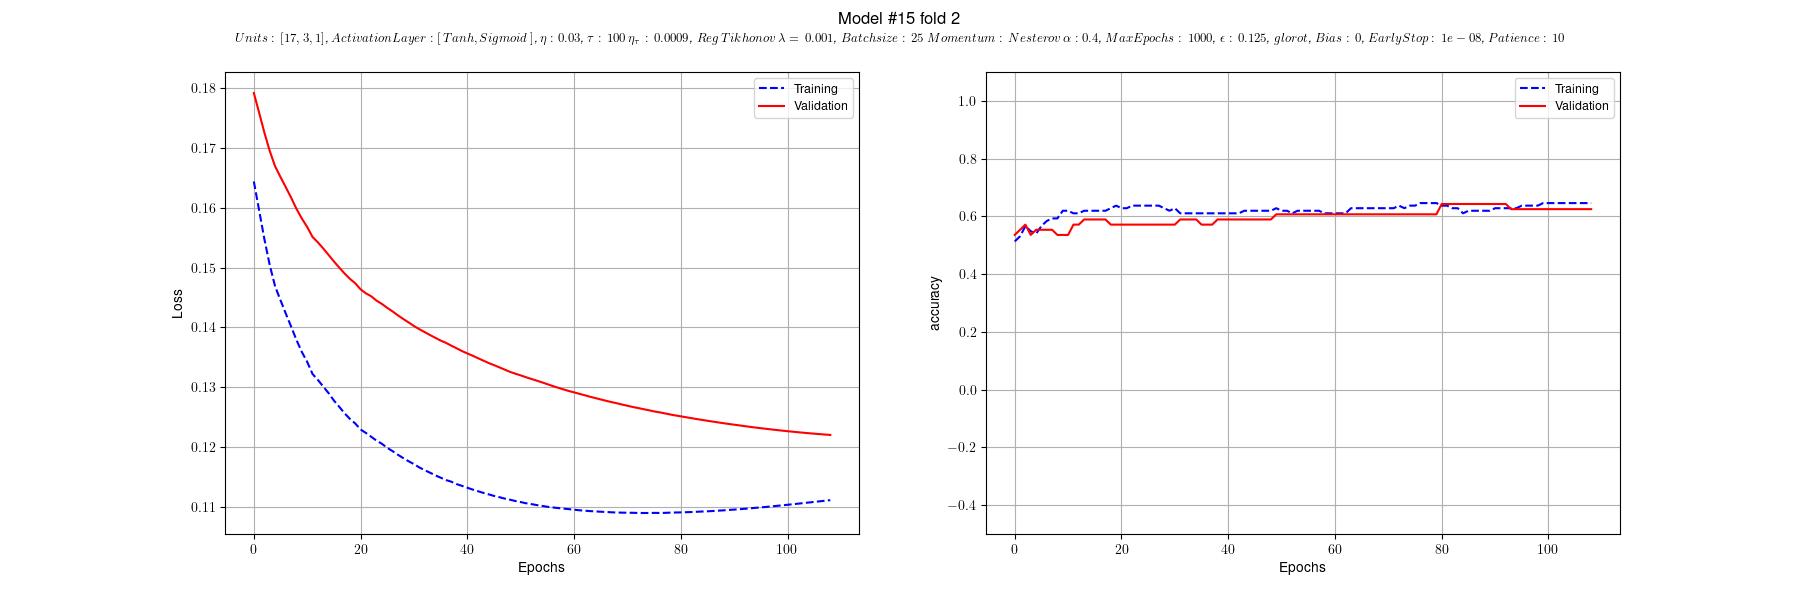 Model #15 fold 2
Units : [17, 3, 1], ActivationLayer : [ Tanh, Sigmoid ], η : 0.03, τ : 100 η_τ : 0.0009, Reg Tikhonov λ = 0.001, Batchsize : 25 Momentum : Nesterov α : 0.4, MaxEpochs : 1000, ϵ : 0.125, glorot, Bias : 0, EarlyStop : 1e − 08, Patience : 10
Loss
0.18
0.17
0.16
0.15
0.14
0.13
0.12
0.11
0 20 40 60 80 100
Epochs
Training
Validation
accuracy
1.0
0.8
0.6
0.4
0.2
0.0
−0.2
−0.4
0 20 40 60 80 100
Epochs
Training
Validation